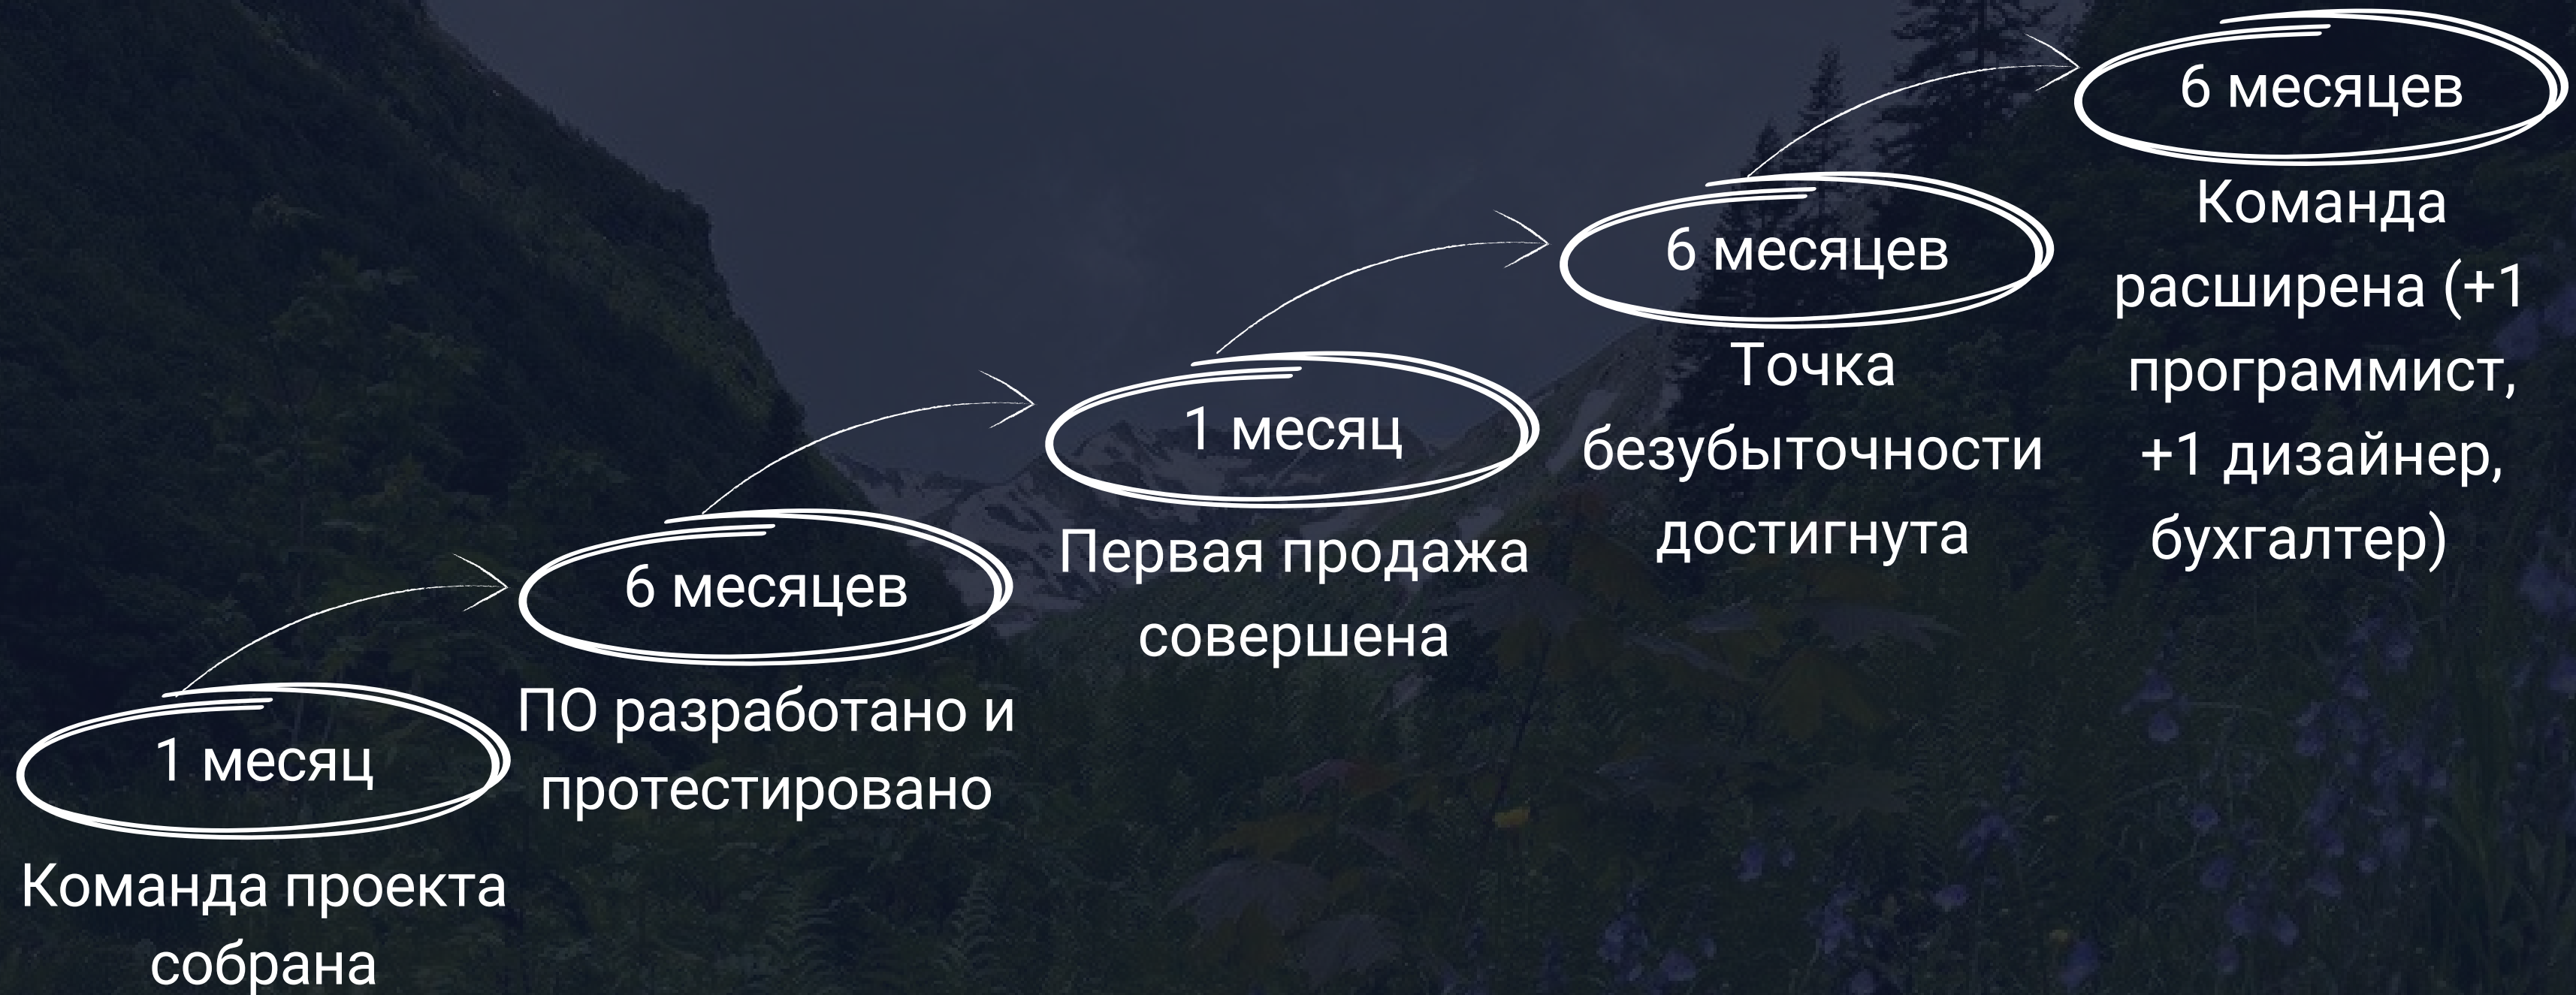 1 месяц
Команда проекта
собрана
6 месяцев
ПО разработано и
протестировано
1 месяц
Первая продажа
совершена
6 месяцев
Точка
безубыточности
достигнута
6 месяцев
Команда
расширена (+1
программист,
+1 дизайнер,
бухгалтер)